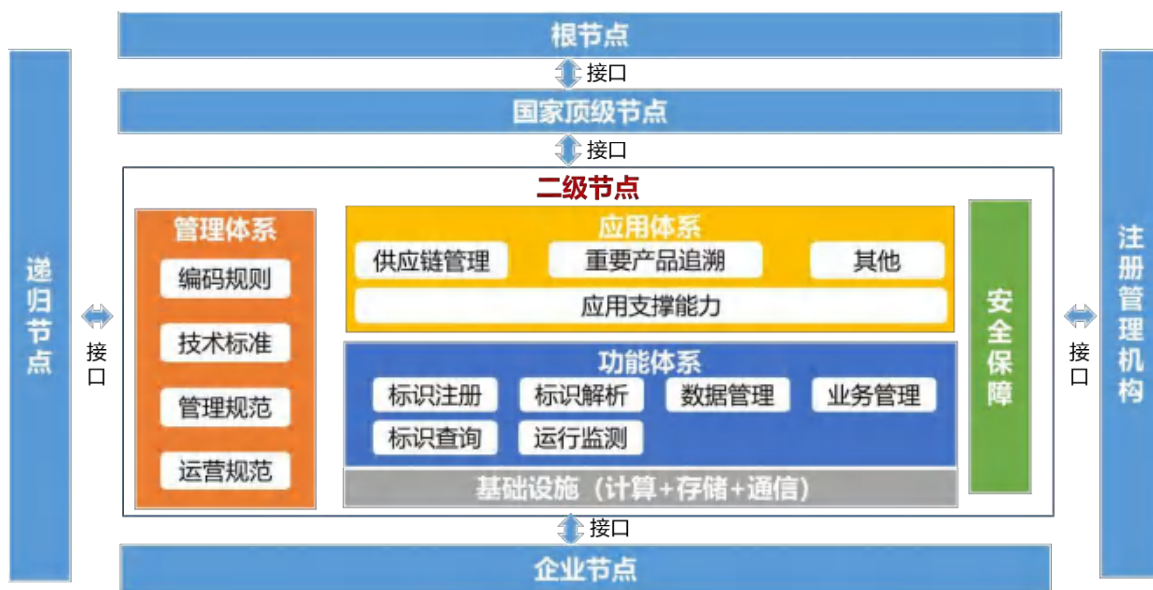 根节点
接口
国家顶级节点
接口
二级节点
递归节点
接口
管理体系
编码规则
技术标准
管理规范
运营规范
应用体系
供应链管理
重要产品追溯
其他
应用支撑能力
功能体系
标识注册
标识解析
数据管理
业务管理
标识查询
运行监测
基础设施（计算+存储+通信）
安全保障
接口
注册管理机构
接口
企业节点